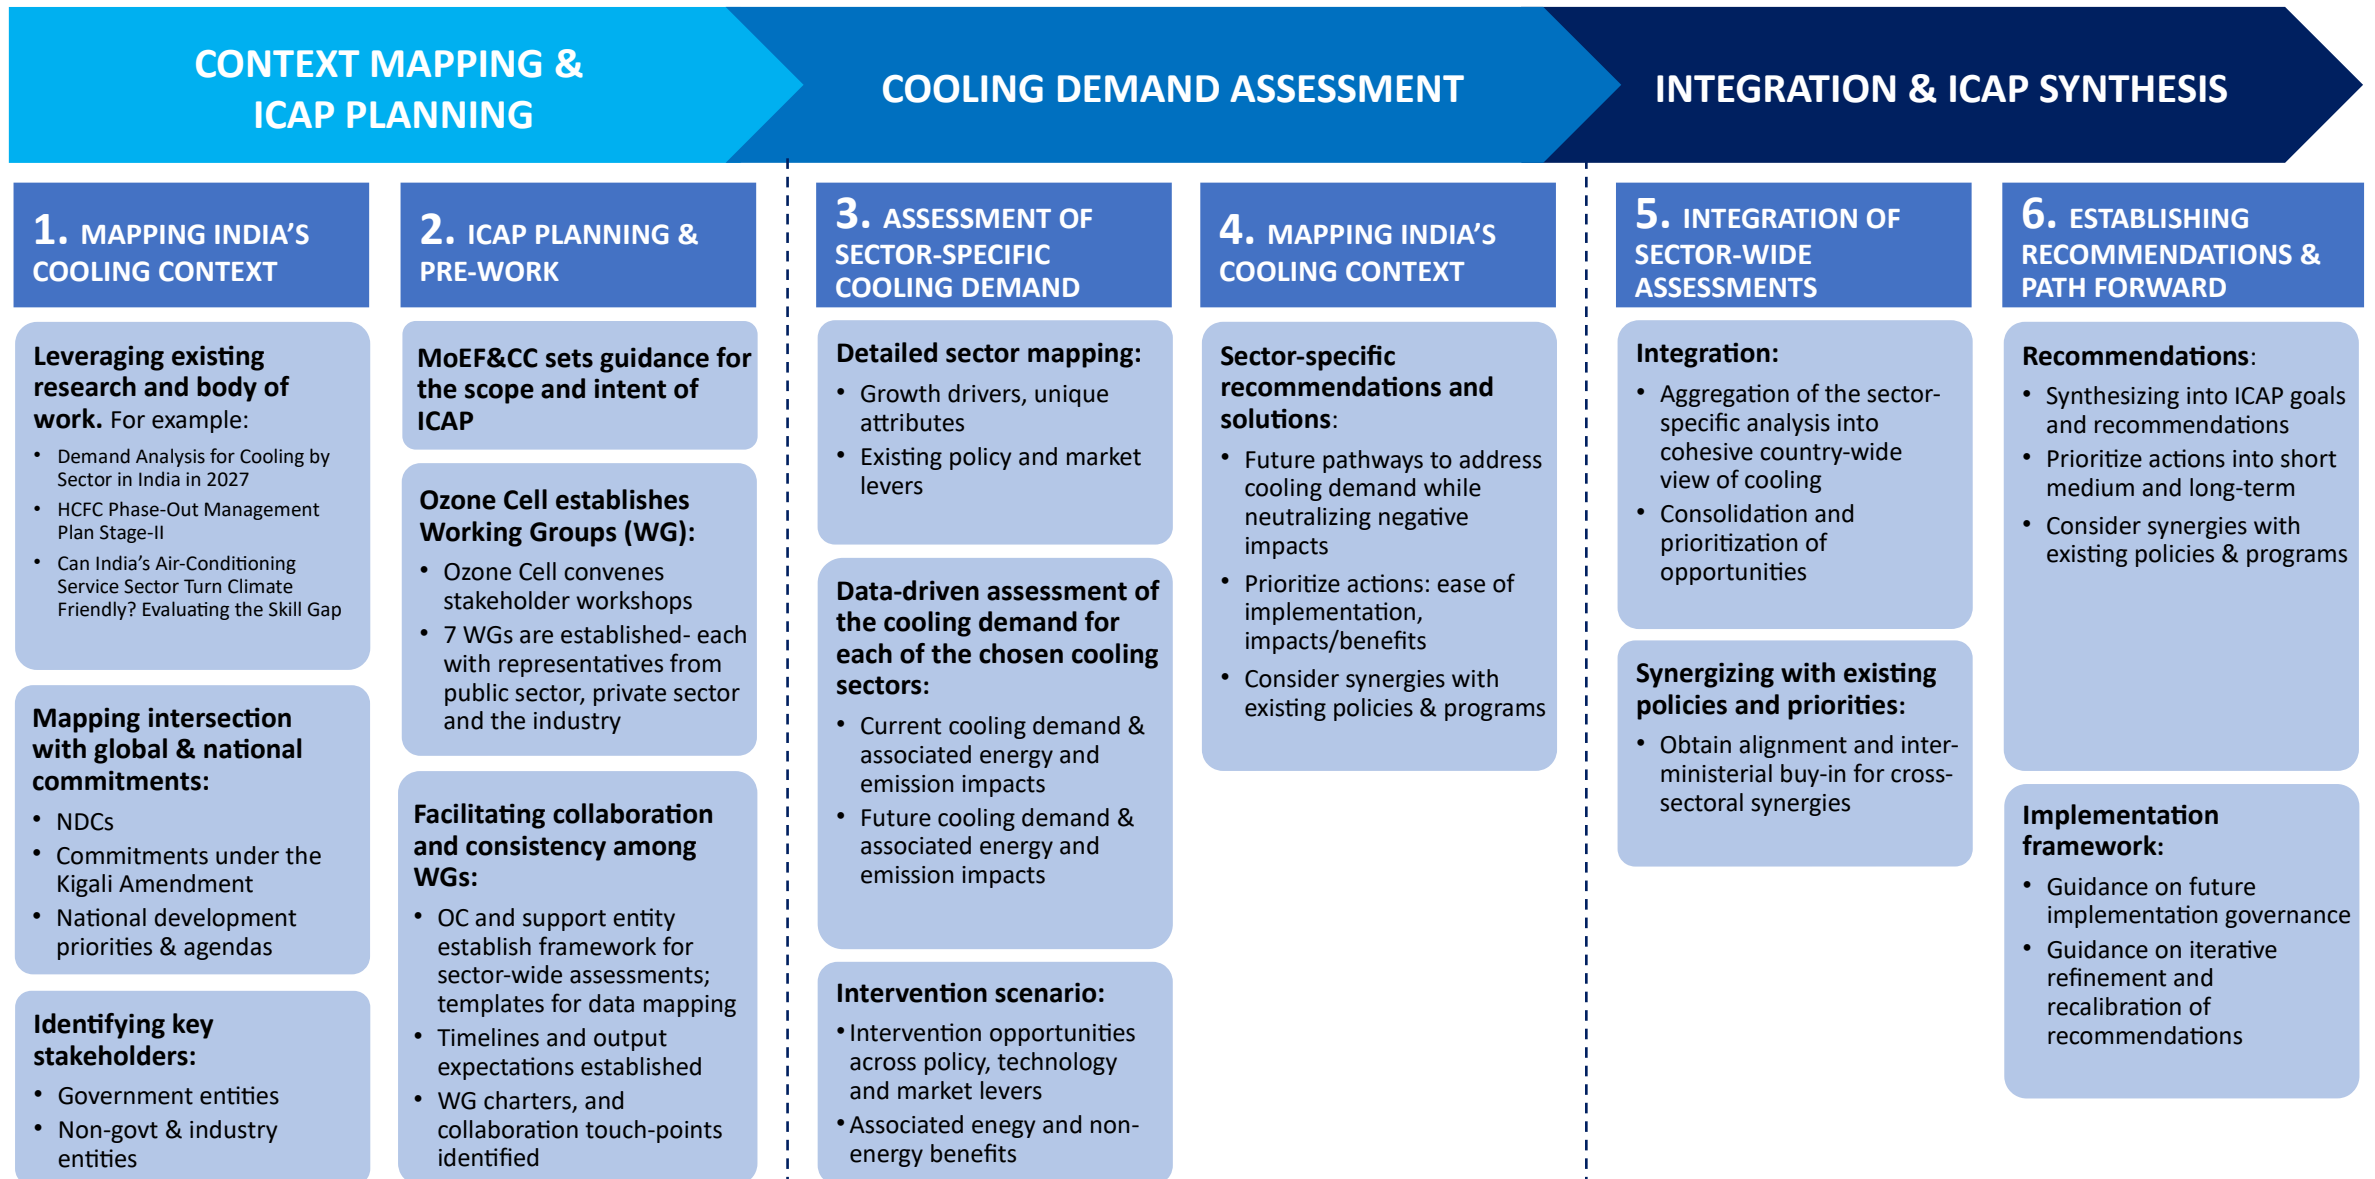 CONTEXT MAPPING &
ICAP PLANNING
COOLING DEMAND ASSESSMENT
INTEGRATION & ICAP SYNTHESIS
1. MAPPING INDIA'S
COOLING CONTEXT
Leveraging existing
research and body of
work. For example:
• Demand Analysis for Cooling by
Sector in India in 2027
• HCFC Phase-Out Management
Plan Stage-II
• Can India's Air-Conditioning
Service Sector Turn Climate
Friendly? Evaluating the Skill Gap
Mapping intersection
with global & national
commitments:
• NDCs
• Commitments under the
Kigali Amendment
• National development
priorities & agendas
Identifying key
stakeholders:
• Government entities
• Non-govt & industry
entities
2. ICAP PLANNING &
PRE-WORK
MoEF&CC sets guidance for
the scope and intent of
ICAP
Ozone Cell establishes
Working Groups (WG):
• Ozone Cell convenes
stakeholder workshops
• 7 WGs are established- each
with representatives from
public sector, private sector
and the industry
Facilitating collaboration
and consistency among
WGs:
• OC and support entity
establish framework for
sector-wide assessments;
templates for data mapping
• Timelines and output
expectations established
• WG charters, and
collaboration touch-points
identified
3. ASSESSMENT OF
SECTOR-SPECIFIC
COOLING DEMAND
Detailed sector mapping:
• Growth drivers, unique
attributes
• Existing policy and market
levers
Data-driven assessment of
the cooling demand for
each of the chosen cooling
sectors:
• Current cooling demand &
associated energy and
emission impacts
• Future cooling demand &
associated energy and
emission impacts
Intervention scenario:
• Intervention opportunities
across policy, technology
and market levers
• Associated enegy and non-
energy benefits
4. MAPPING INDIA'S
COOLING CONTEXT
Sector-specific
recommendations and
solutions:
• Future pathways to address
cooling demand while
neutralizing negative
impacts
• Prioritize actions: ease of
implementation,
impacts/benefits
• Consider synergies with
existing policies & programs
5. INTEGRATION OF
SECTOR-WIDE
ASSESSMENTS
Integration:
• Aggregation of the sector-
specific analysis into
cohesive country-wide
view of cooling
• Consolidation and
prioritization of
opportunities
Synergizing with existing
policies and priorities:
• Obtain alignment and inter-
ministerial buy-in for cross-
sectoral synergies
6. ESTABLISHING
RECOMMENDATIONS &
PATH FORWARD
Recommendations:
• Synthesizing into ICAP goals
and recommendations
• Prioritize actions into short
medium and long-term
• Consider synergies with
existing policies & programs
Implementation
framework:
• Guidance on future
implementation governance
• Guidance on iterative
refinement and
recalibration of
recommendations